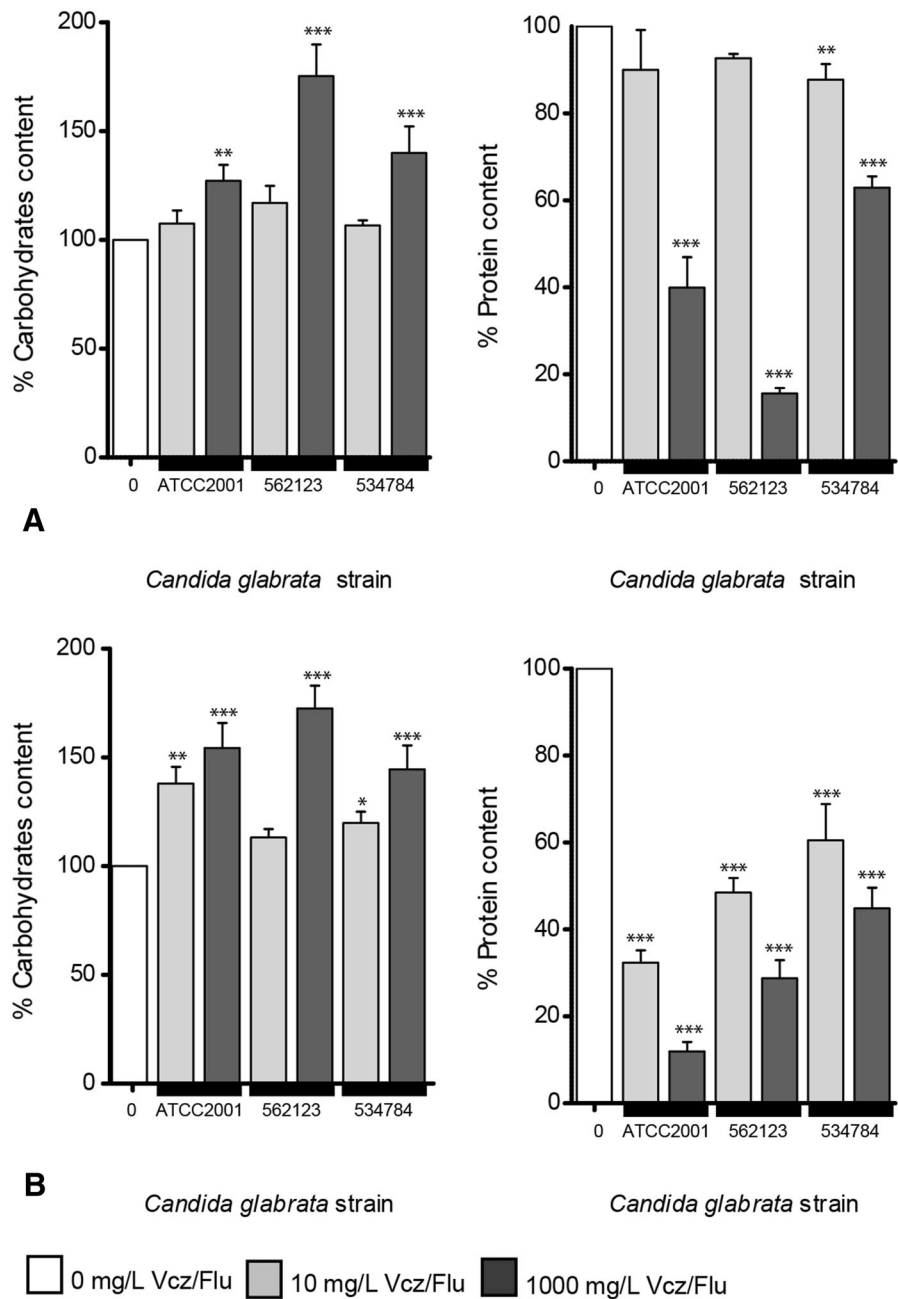 % Carbohydrates content
200
150
100
50
0
**
***
***
0 ATCC2001 562123 534784
Candida glabrata strain
% Protein content
100
80
60
40
20
0
***
***
**
***
0 ATCC2001 562123 534784
Candida glabrata strain
A
% Carbohydrates content
200
150
100
50
0
**
***
***
*
***
0 ATCC2001 562123 534784
Candida glabrata strain
% Protein content
100
80
60
40
20
0
***
***
***
***
***
***
0 ATCC2001 562123 534784
Candida glabrata strain
B
0 mg/L Vcz/Flu 10 mg/L Vcz/Flu 1000 mg/L Vcz/Flu